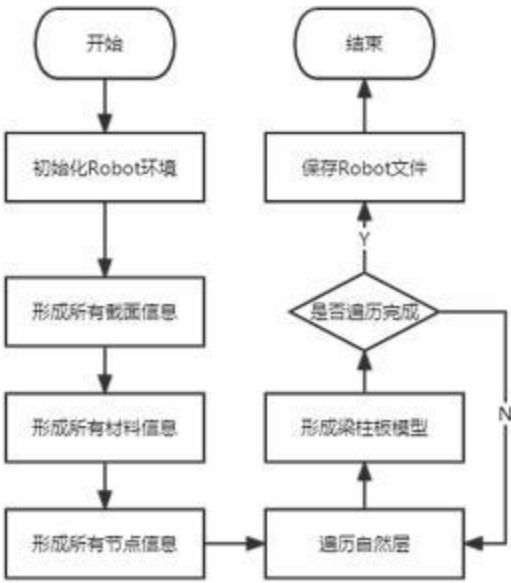 开始
初始化Robot环境
形成所有截面信息
形成所有材料信息
形成所有节点信息
遍历自然层
形成梁柱板模型
是否遍历完成
N
Y
保存Robot文件
结束